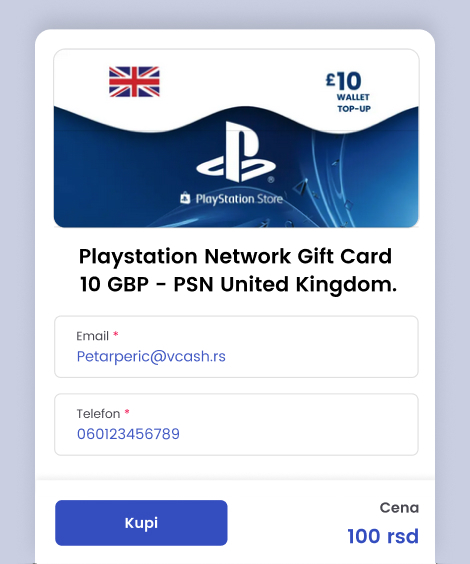 £10
WALLET
TOP-UP
PlayStation Store
Playstation Network Gift Card
10 GBP - PSN United Kingdom.
Email *
Petarperic@vcash.rs
Telefon *
060123456789
Kupi
Cena
100 rsd